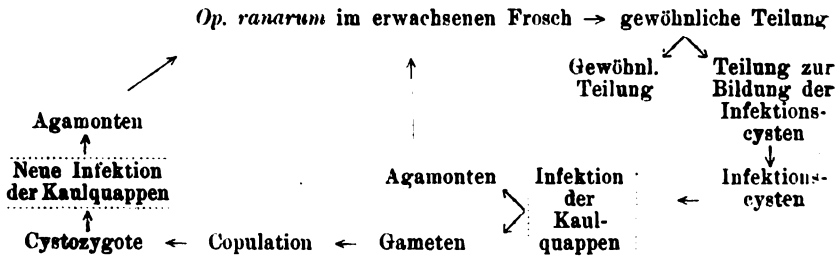 Op. ranarum im erwachsenen Frosch → gewöhnliche Teilung
Gewöhnl.
Teilung
Teilung zur
Bildung der
Infektions-
cysten
Infektions-
cysten
Infektion
der
Kaul-
quappen
Agamonten
Gameten
Copulation
Cystozygote
Neue Infektion
der Kaulquappen
Agamonten